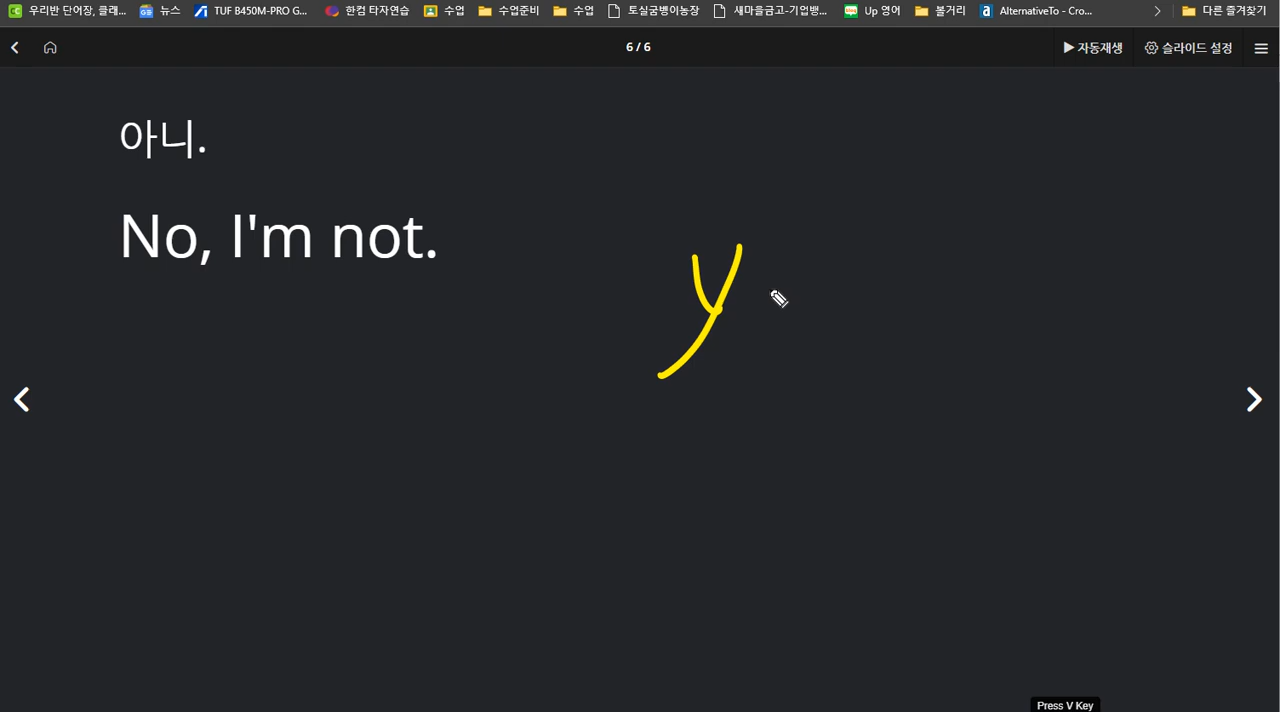 우리반 단어장, 클래... 뉴스 TUF B450M-PRO G... 한컴 타자연습 수업 수업준비 수업 토실굼벵이농장 새마을금고-기업뱅... Up 영어 볼거리 AlternativeTo - Cro... 다른 즐겨찾기
6 / 6 자동재생 슬라이드 설정
아니.
No, I'm not.
y
Press V Key